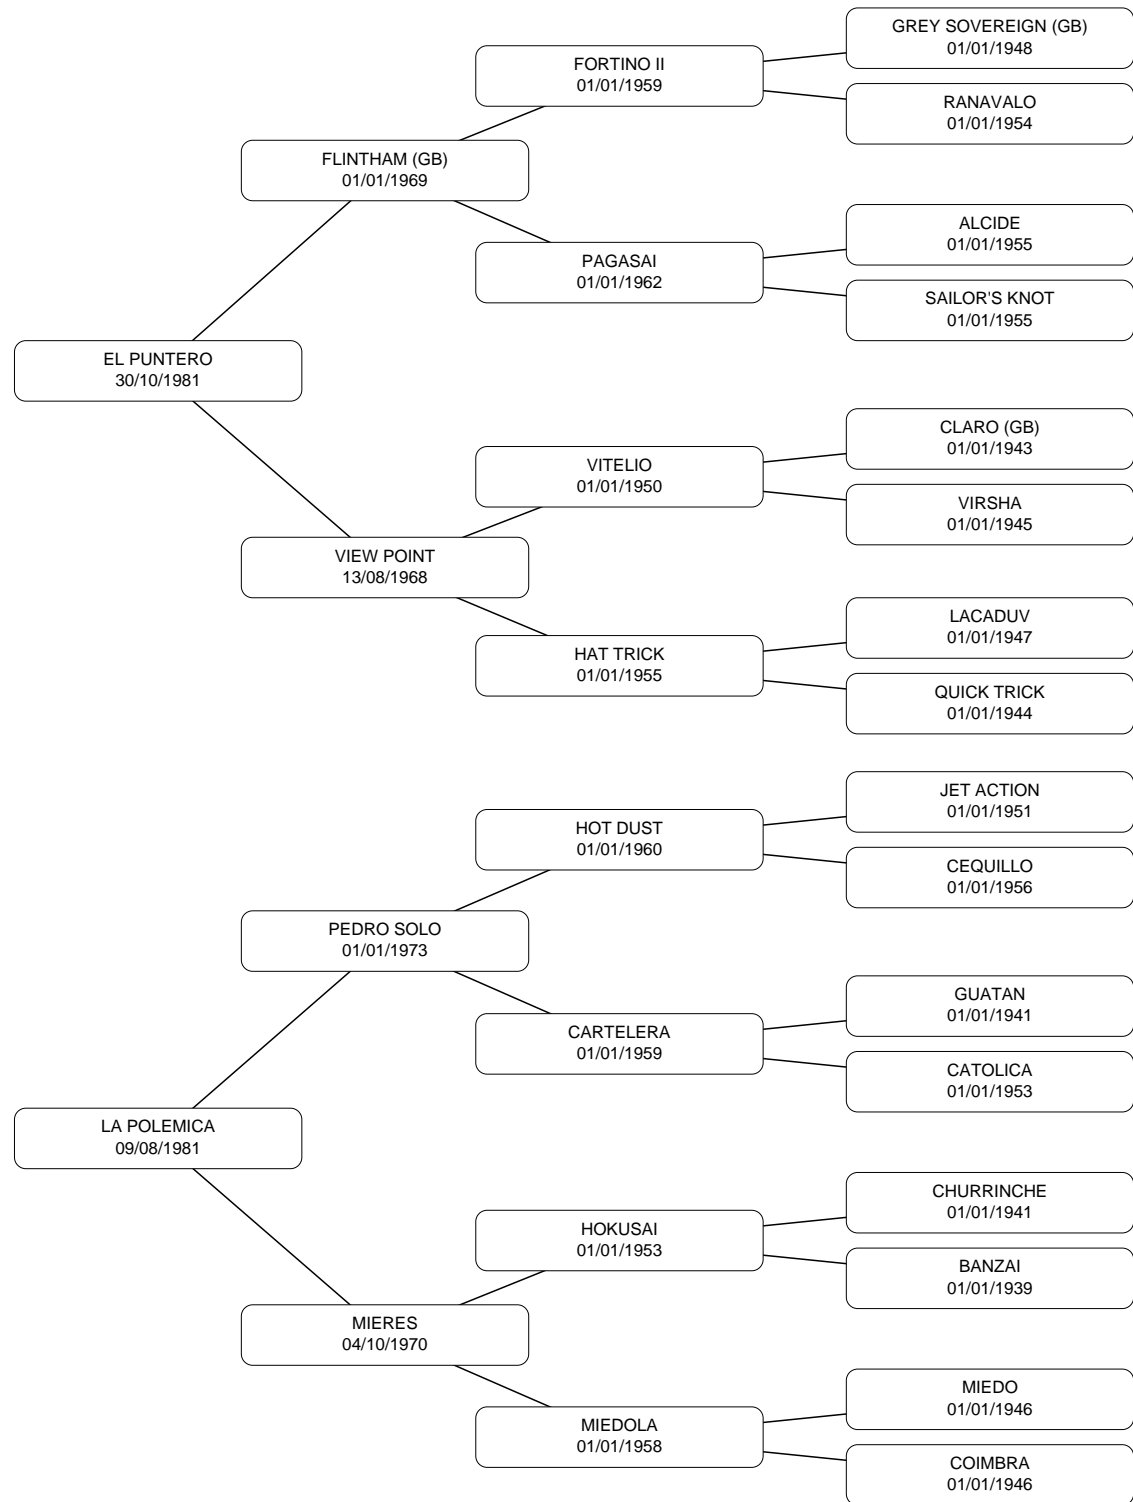 GREY SOVEREIGN (GB)
01/01/1948
FORTINO II
01/01/1959
RANAVALO
01/01/1954
FLINTHAM (GB)
01/01/1969
ALCIDE
01/01/1955
PAGASAI
01/01/1962
SAILOR'S KNOT
01/01/1955
EL PUNTERO
30/10/1981
CLARO (GB)
01/01/1943
VITELIO
01/01/1950
VIRSHA
01/01/1945
VIEW POINT
13/08/1968
LACADUV
01/01/1947
HAT TRICK
01/01/1955
QUICK TRICK
01/01/1944
JET ACTION
01/01/1951
HOT DUST
01/01/1960
CEQUILLO
01/01/1956
PEDRO SOLO
01/01/1973
GUATAN
01/01/1941
CARTELERA
01/01/1959
CATOLICA
01/01/1953
LA POLEMICA
09/08/1981
CHURRINCHE
01/01/1941
HOKUSAI
01/01/1953
BANZAI
01/01/1939
MIERES
04/10/1970
MIEDO
01/01/1946
MIEDOLA
01/01/1958
COIMBRA
01/01/1946